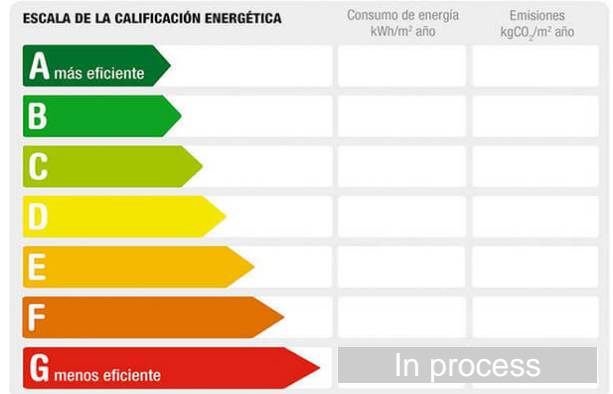 ESCALA DE LA CALIFICACIÓN ENERGÉTICA
Consumo de energía
kWh/m² año
Emisiones
kgCO₂/m² año
A más eficiente
B
C
D
E
F
G menos eficiente
In process